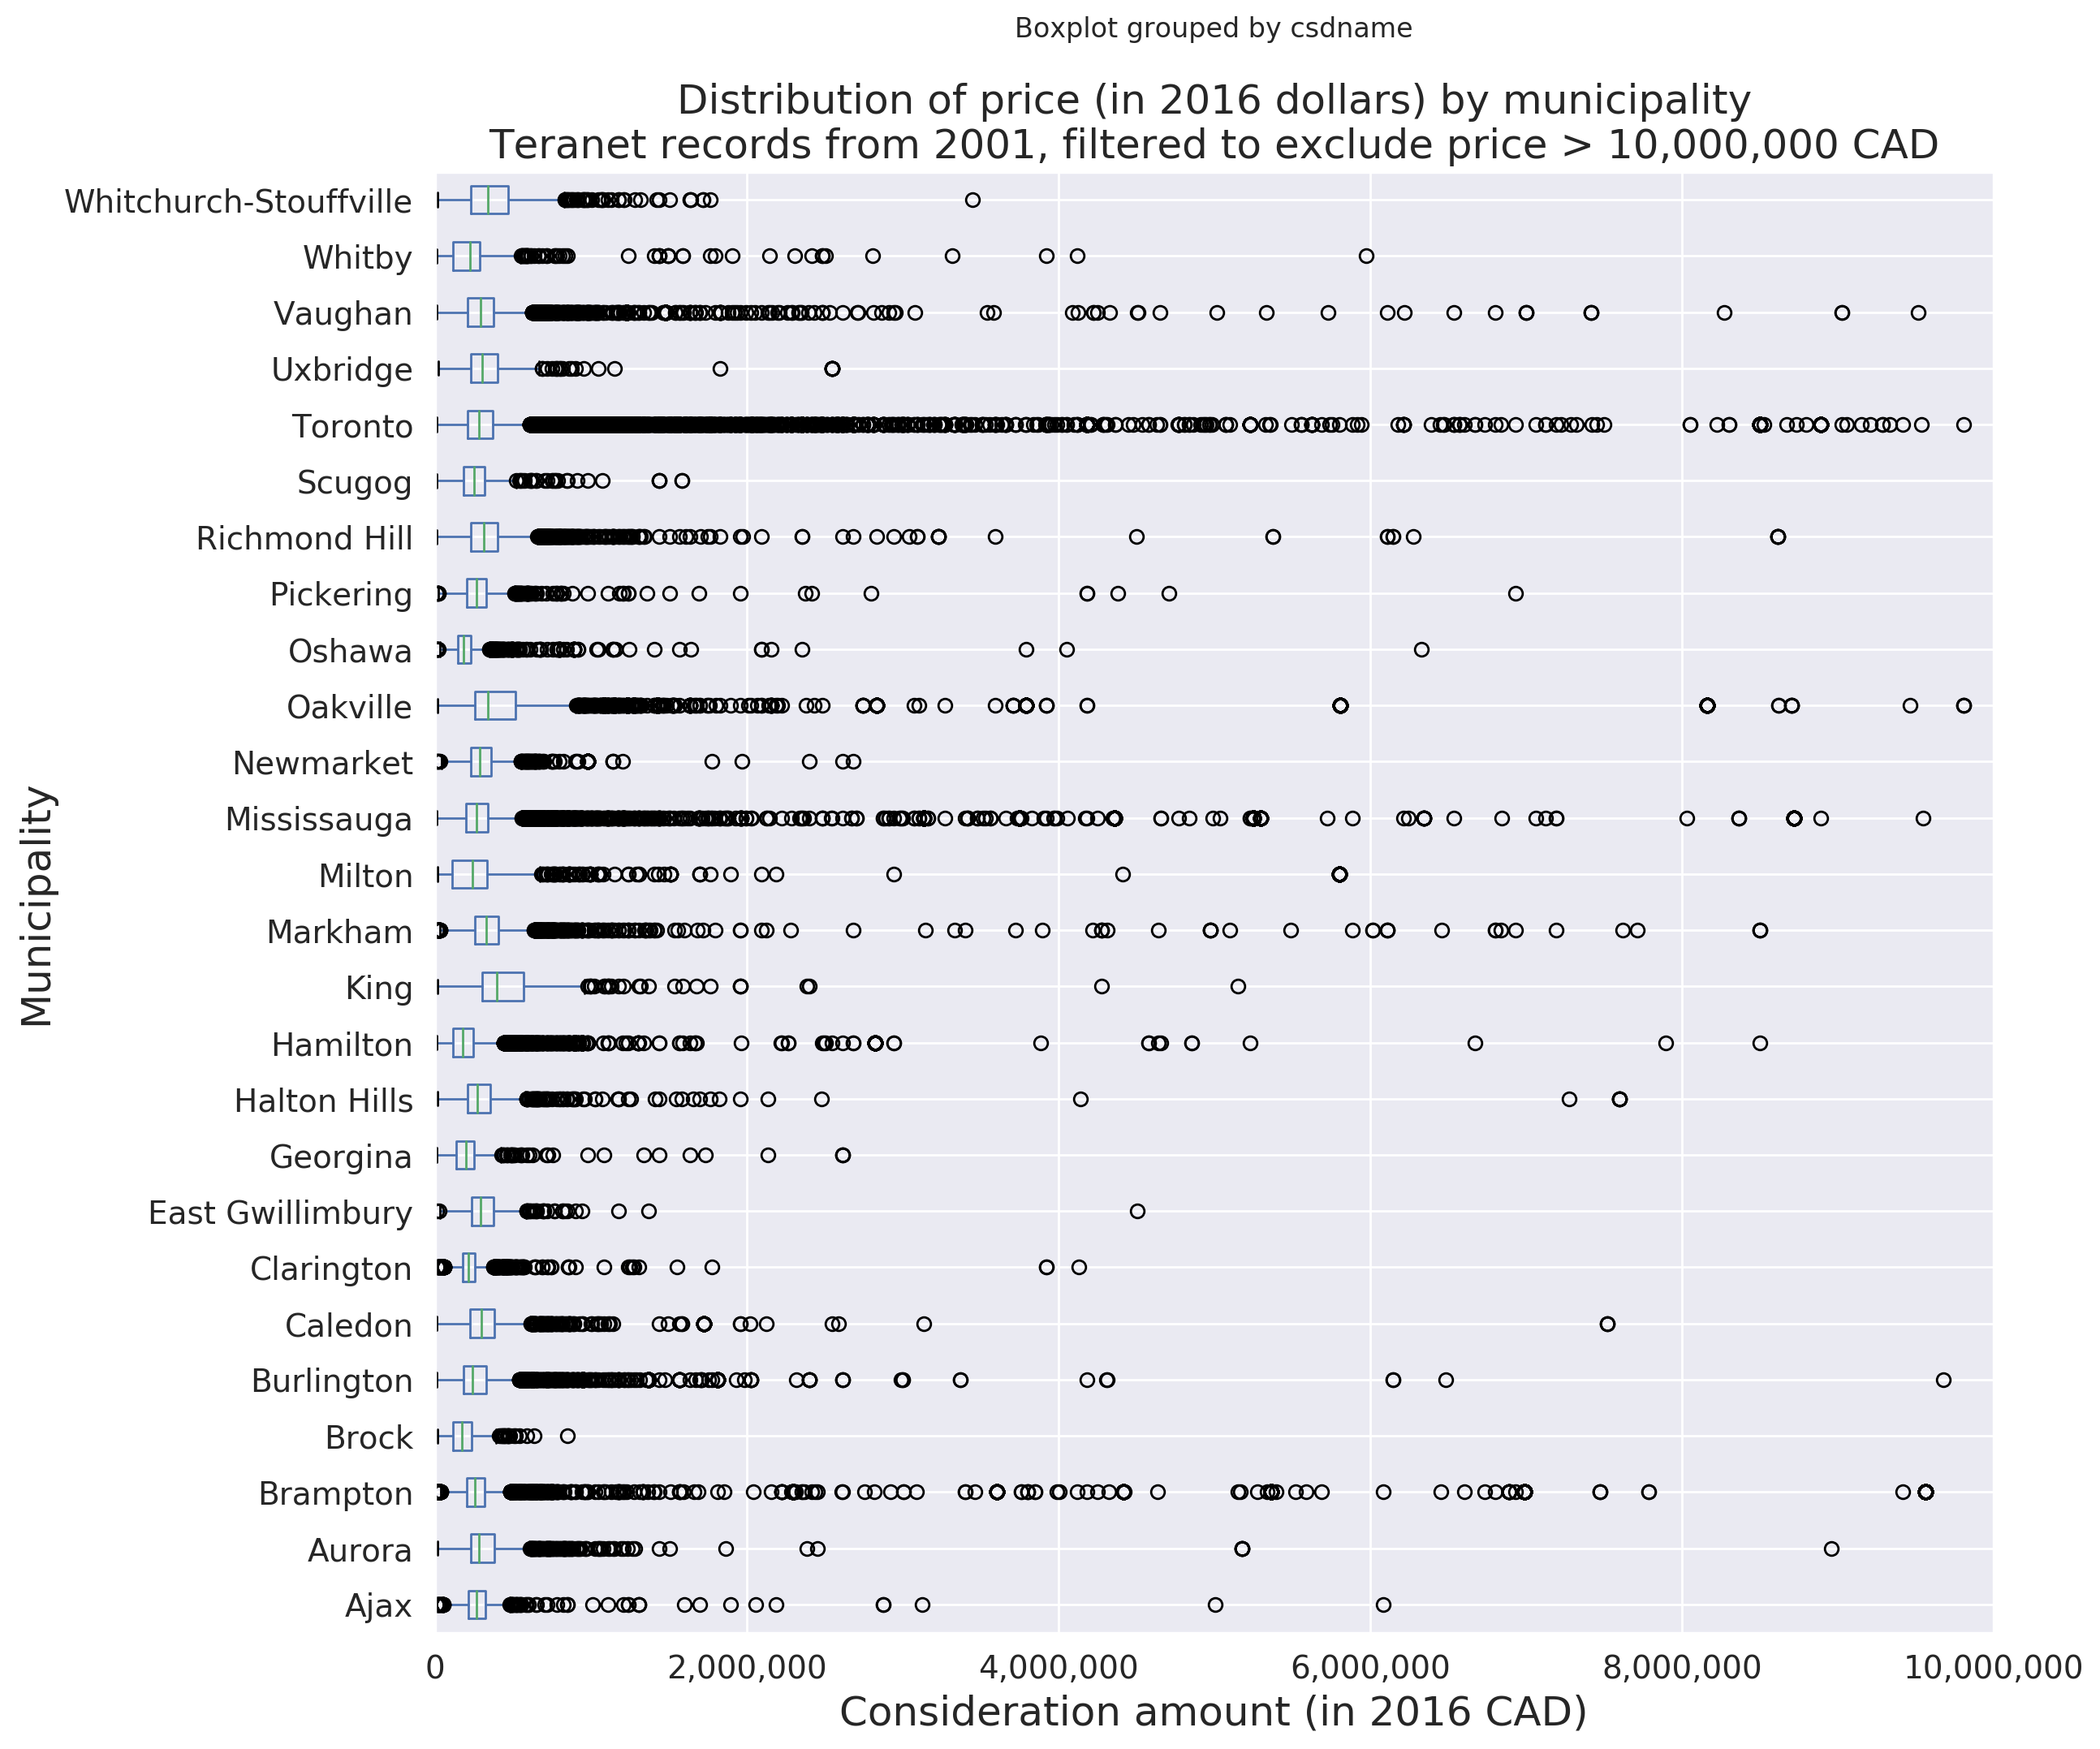 Boxplot grouped by csdname
Distribution of price (in 2016 dollars) by municipality
Teranet records from 2001, filtered to exclude price > 10,000,000 CAD
Whitchurch-Stouffville
Whitby
Vaughan
Uxbridge
Toronto
Scugog
Richmond Hill
Pickering
Oshawa
Oakville
Newmarket
Mississauga
Milton
Markham
King
Hamilton
Halton Hills
Georgina
East Gwillimbury
Clarington
Caledon
Burlington
Brock
Brampton
Aurora
Ajax
Municipality
0 2,000,000 4,000,000 6,000,000 8,000,000 10,000,000
Consideration amount (in 2016 CAD)